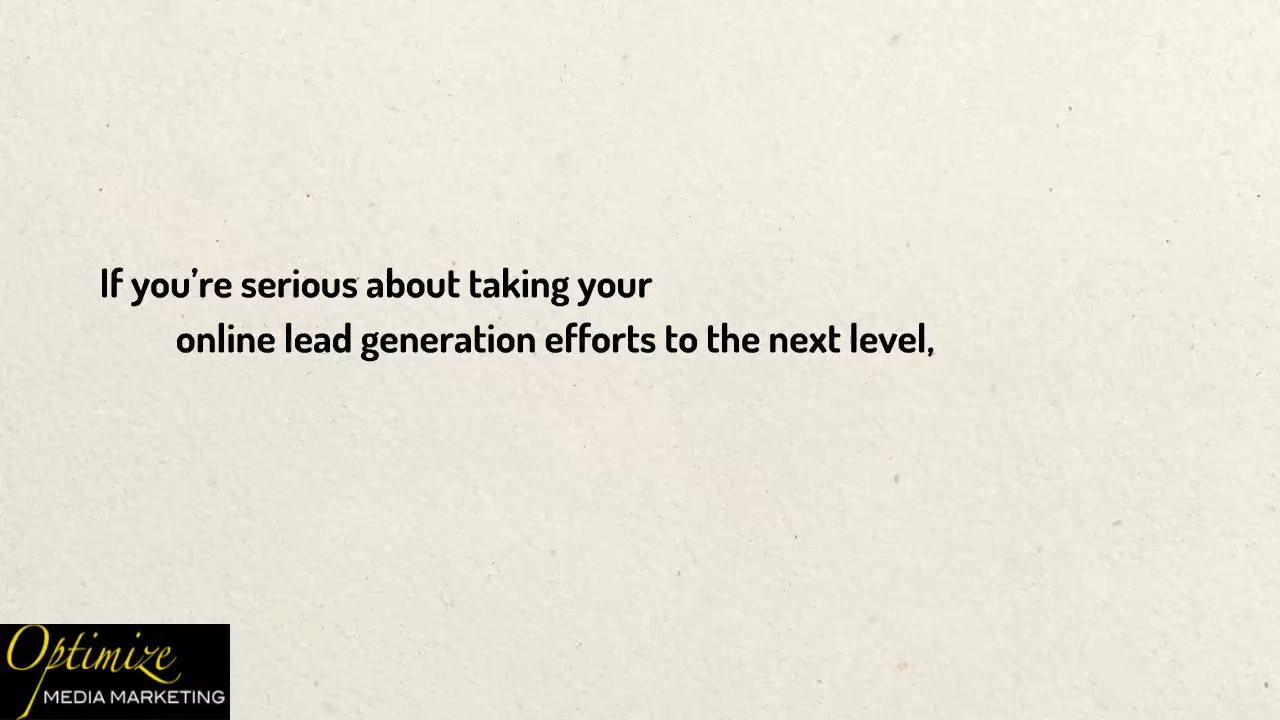 If you’re serious about taking your
online lead generation efforts to the next level,
Optimize
MEDIA MARKETING